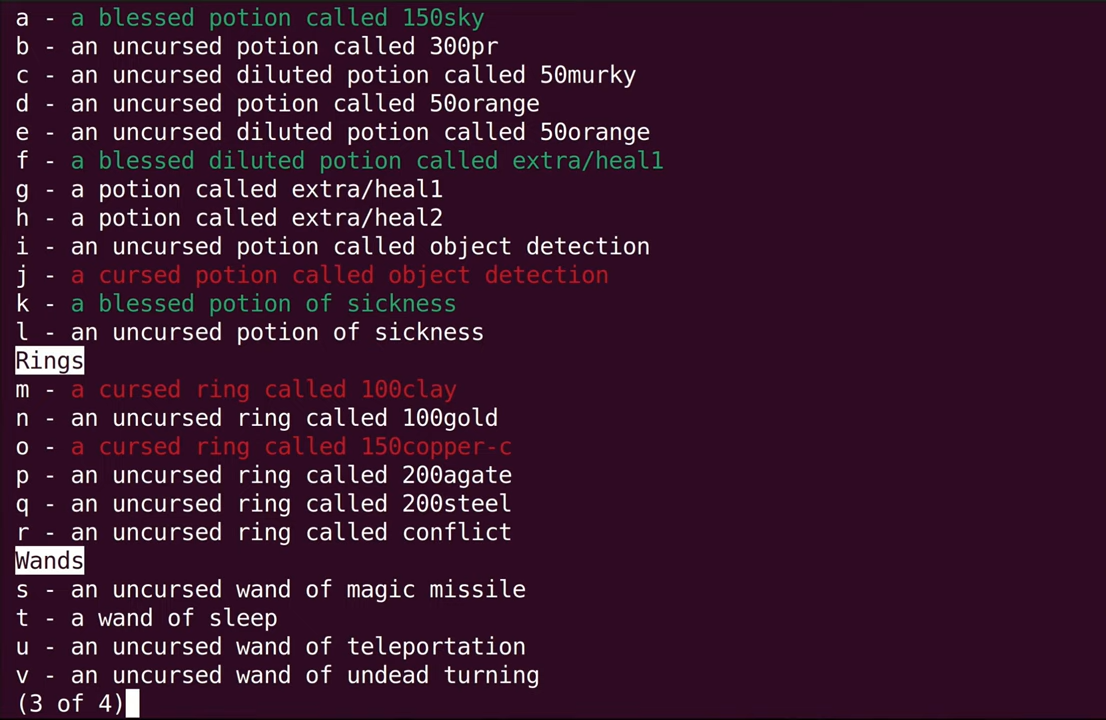 a - a blessed potion called 150sky
b - an uncursed potion called 300pr
c - an uncursed diluted potion called 50murky
d - an uncursed potion called 50orange
e - an uncursed diluted potion called 50orange
f - a blessed diluted potion called extra/heal1
g - a potion called extra/heal1
h - a potion called extra/heal2
i - an uncursed potion called object detection
j - a cursed potion called object detection
k - a blessed potion of sickness
l - an uncursed potion of sickness
Rings
m - a cursed ring called 100clay
n - an uncursed ring called 100gold
o - a cursed ring called 150copper-c
p - an uncursed ring called 200agate
q - an uncursed ring called 200steel
r - an uncursed ring called conflict
Wands
s - an uncursed wand of magic missile
t - a wand of sleep
u - an uncursed wand of teleportation
v - an uncursed wand of undead turning
(3 of 4)